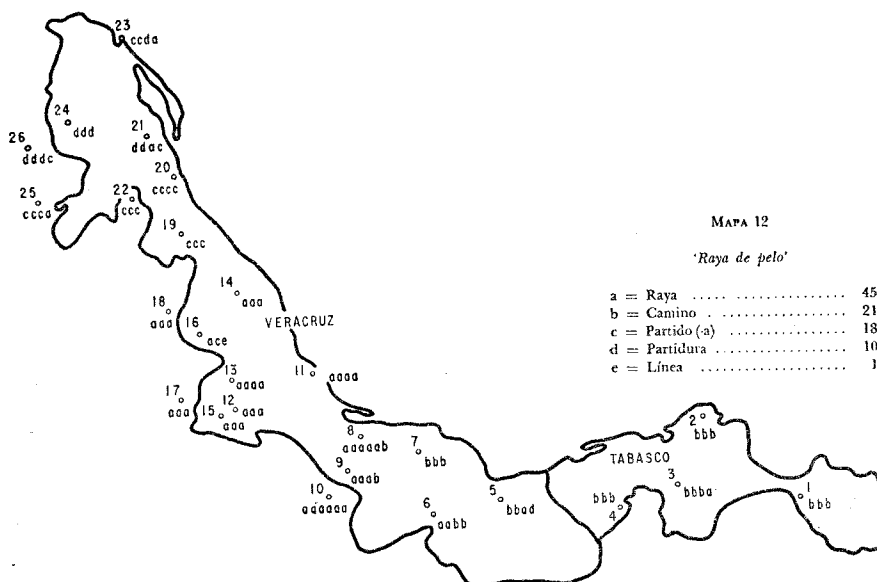 23
ccda
24
ddd
21
ddac
26
dddc
20
cccc
25
ccca
22
ccc
19
ccc
14
aaa
VERACRUZ
18
aaa
16
ace
11
aaaa
13
aaaa
17
aaa
12
aaa
15
aaa
8
aaaaab
7
bbb
9
aaab
10
aaaaaa
6
aabb
5
bbad
TABASCO
2
bbb
3
bbba
bbb
4
1
bbb
MAPA 12
'Raya de pelo'
a = Raya ..... ................ 45
b = Camino .................... 21
c = Partido (-a) .................. 18
d = Partidura .................. 10
e = Línea ..................... 1